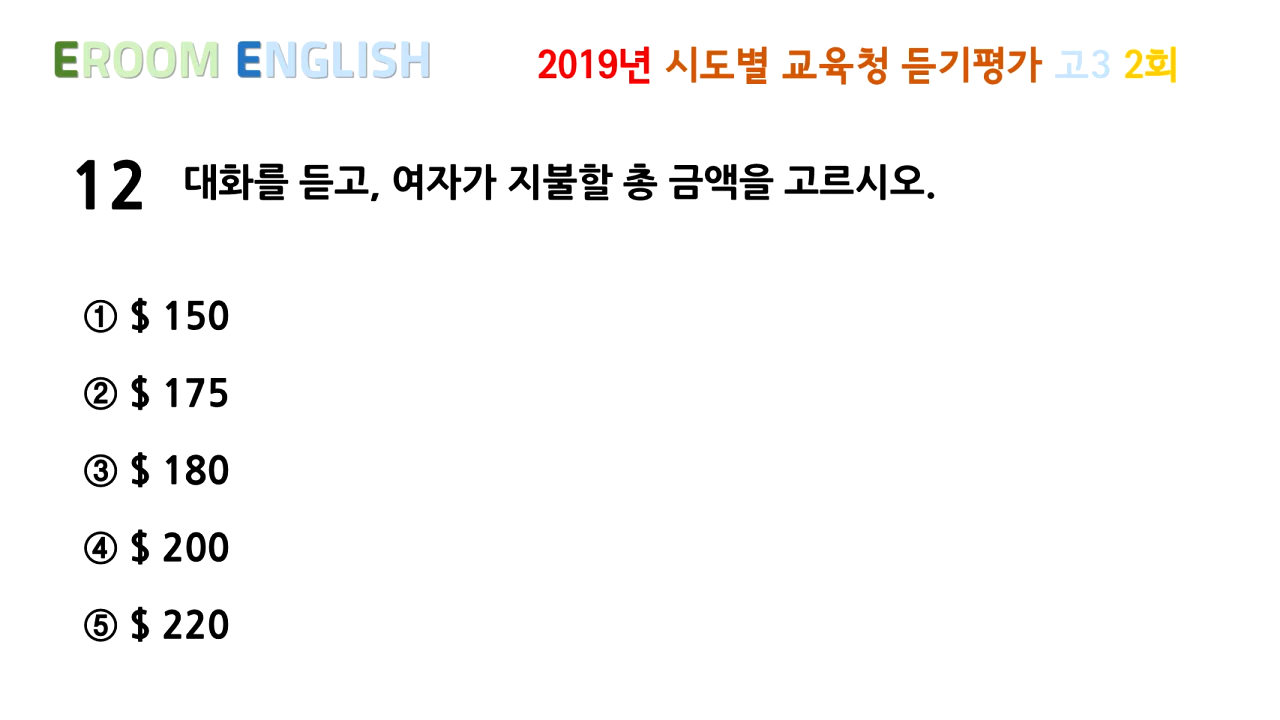 EROOM ENGLISH 2019년 시도별 교육청 듣기평가 고3 2회
12 대화를 듣고, 여자가 지불할 총 금액을 고르시오.
① $ 150
② $ 175
③ $ 180
④ $ 200
⑤ $ 220